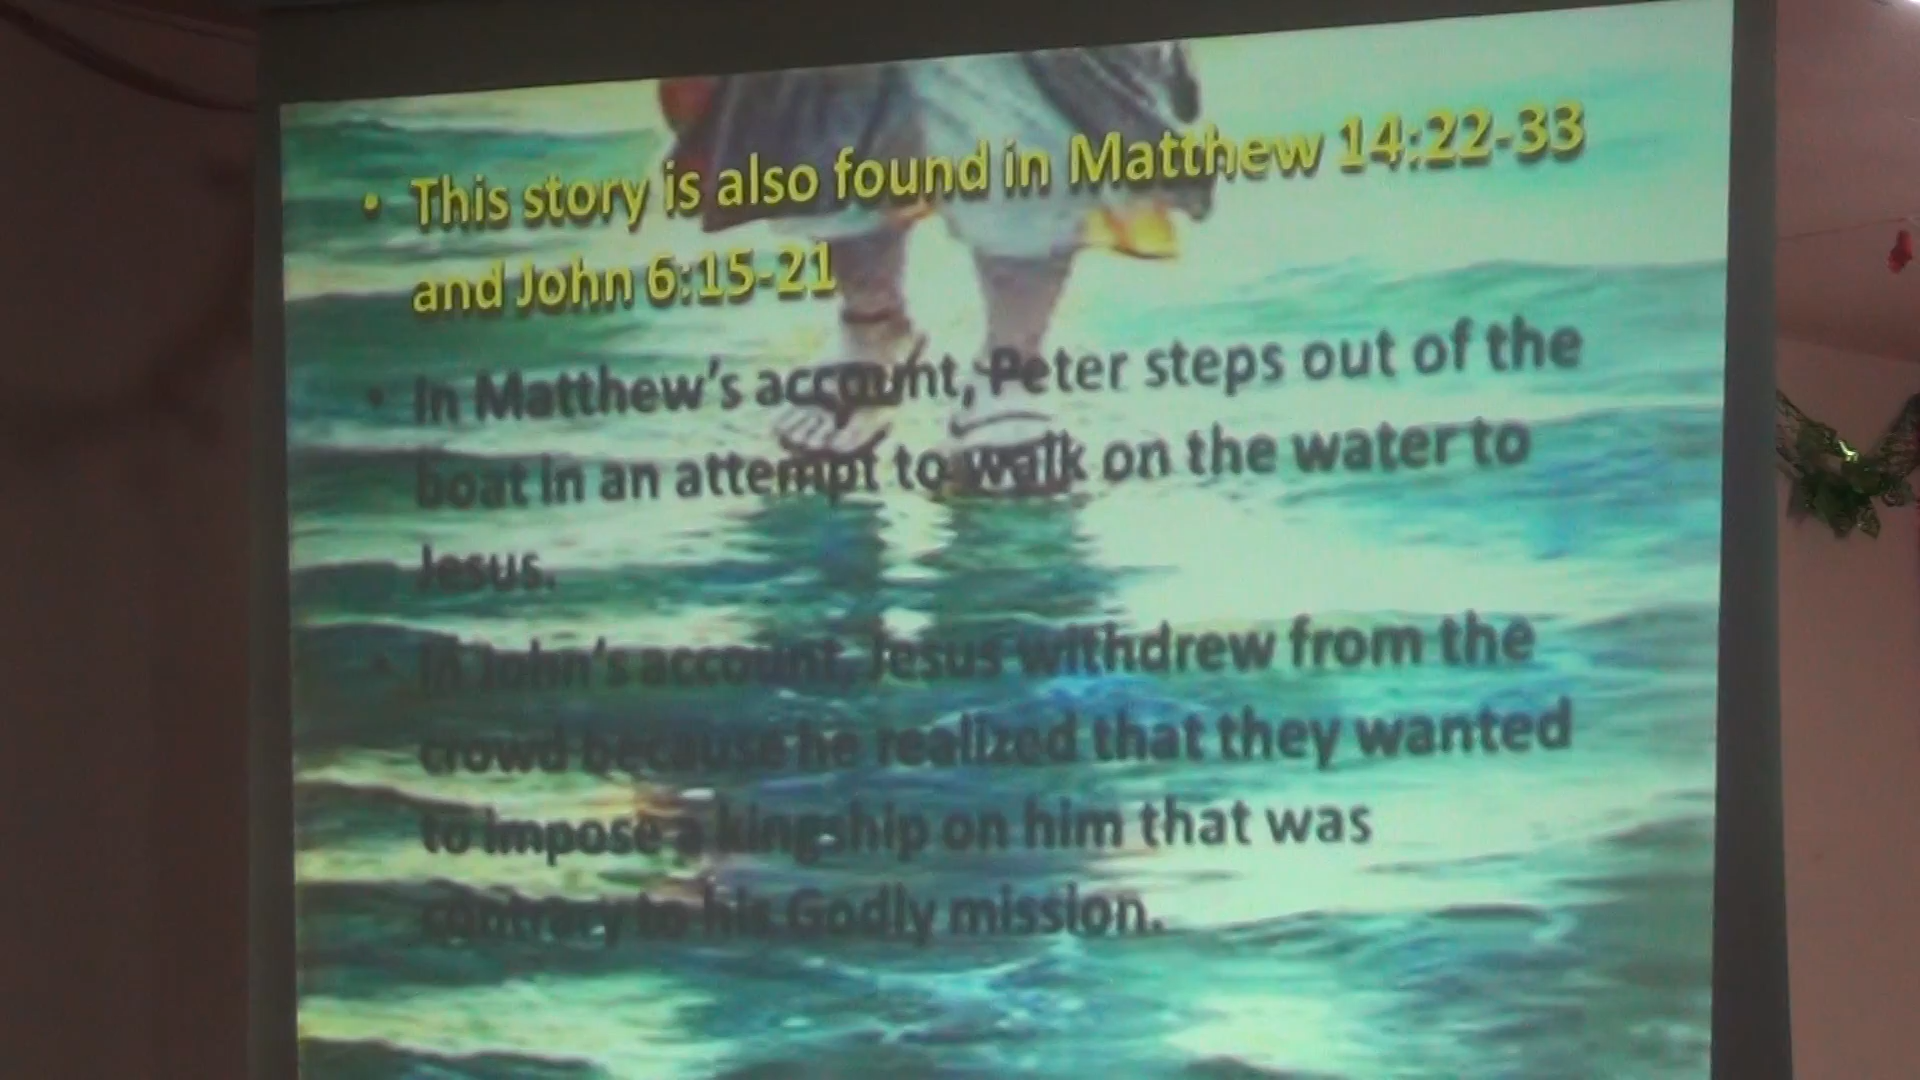 • This story is also found in Matthew 14:22-33
and John 6:15-21
• In Matthew's account, Peter steps out of the
boat in an attempt to walk on the water to
Jesus.
• In John's account, Jesus withdrew from the
crowd because he realized that they wanted
to impose a kingship on him that was
contrary to his Godly mission.